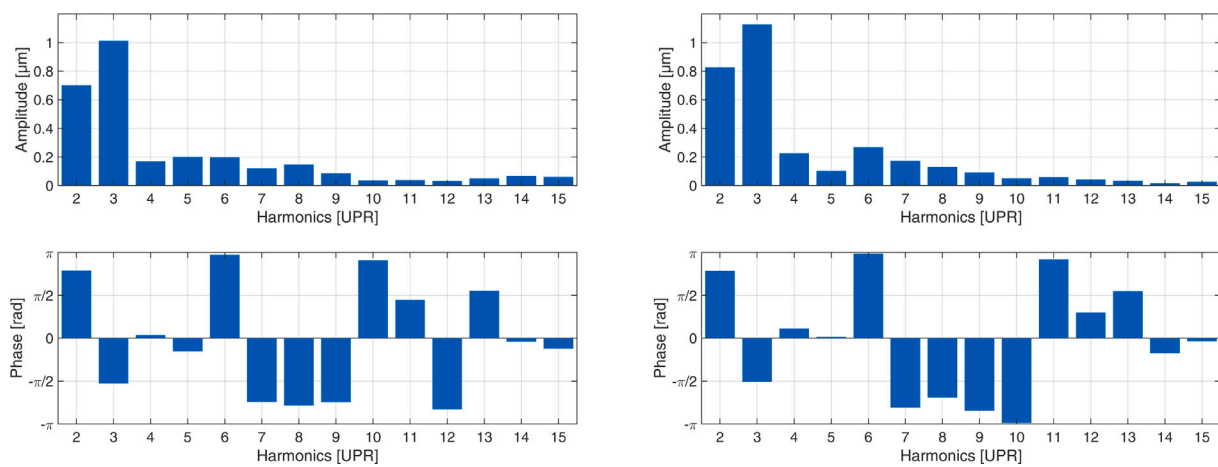 Amplitude [µm]
1
0.8
0.6
0.4
0.2
0
2 3 4 5 6 7 8 9 10 11 12 13 14 15
Harmonics [UPR]
Amplitude [µm]
1
0.8
0.6
0.4
0.2
0
2 3 4 5 6 7 8 9 10 11 12 13 14 15
Harmonics [UPR]
Phase [rad]
π
π/2
0
-π/2
-π
2 3 4 5 6 7 8 9 10 11 12 13 14 15
Harmonics [UPR]
Phase [rad]
π
π/2
0
-π/2
-π
2 3 4 5 6 7 8 9 10 11 12 13 14 15
Harmonics [UPR]